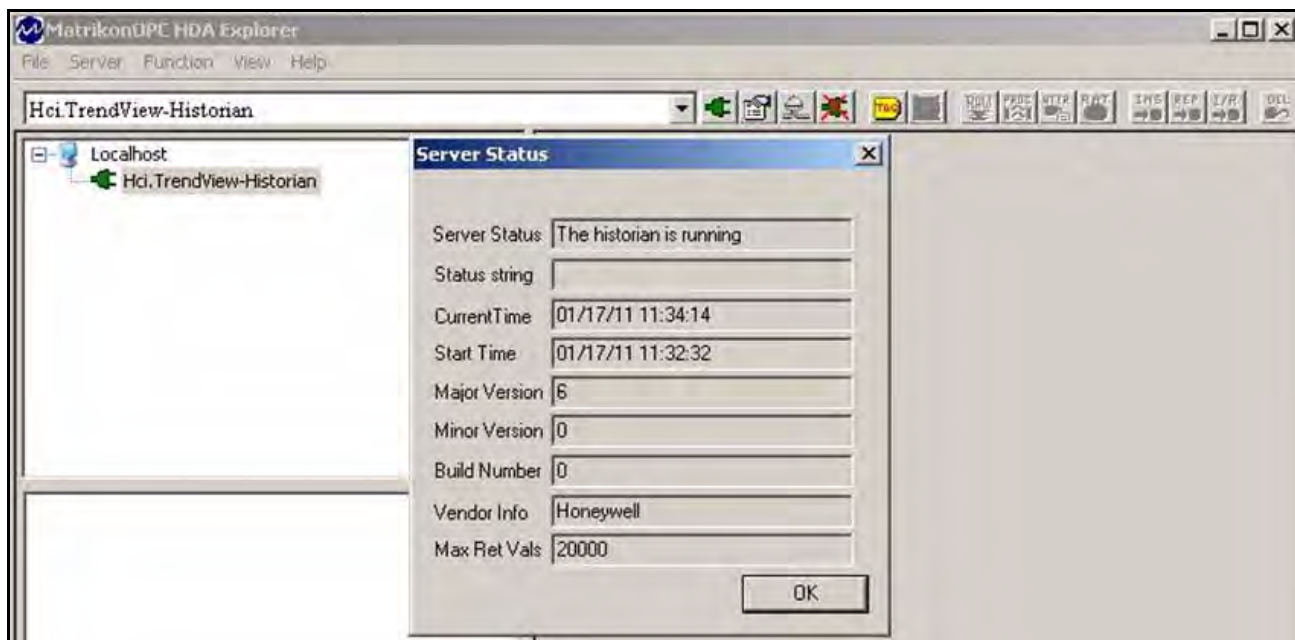 MatrikonOPC HDA Explorer
File Server Function View Help
Hci.TrendView-Historian
TAG
Localhost
Hci.TrendView-Historian
Server Status
Server Status The historian is running
Status string
CurrentTime 01/17/11 11:34:14
Start Time 01/17/11 11:32:32
Major Version 6
Minor Version 0
Build Number 0
Vendor Info Honeywell
Max Ret Vals 20000
OK